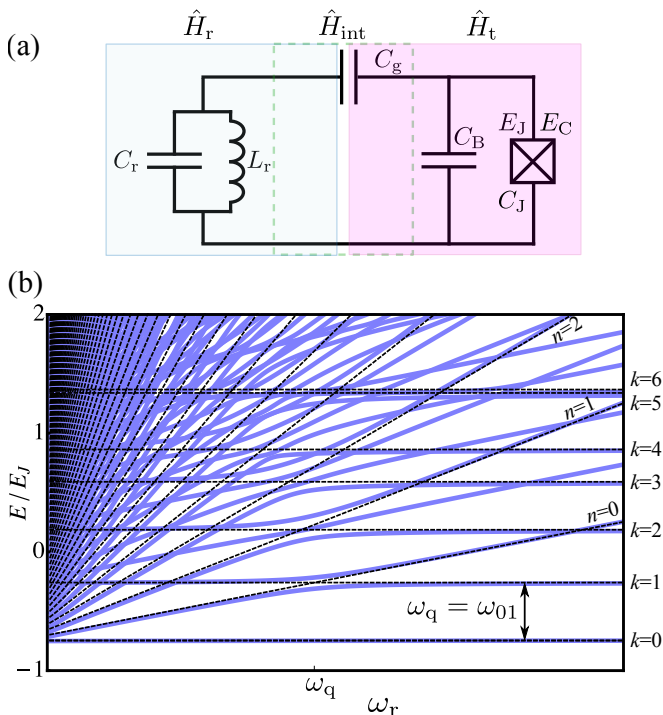 Ĥr Ĥint Ĥt
(a)
Cg
Cr Lr CB EJ EC
CJ
(b)
2
n=2
k=6
k=5
n=1
1
k=4
k=3
E/EJ
n=0
k=2
0
k=1
ωq = ω01
k=0
−1
ωq
ωr